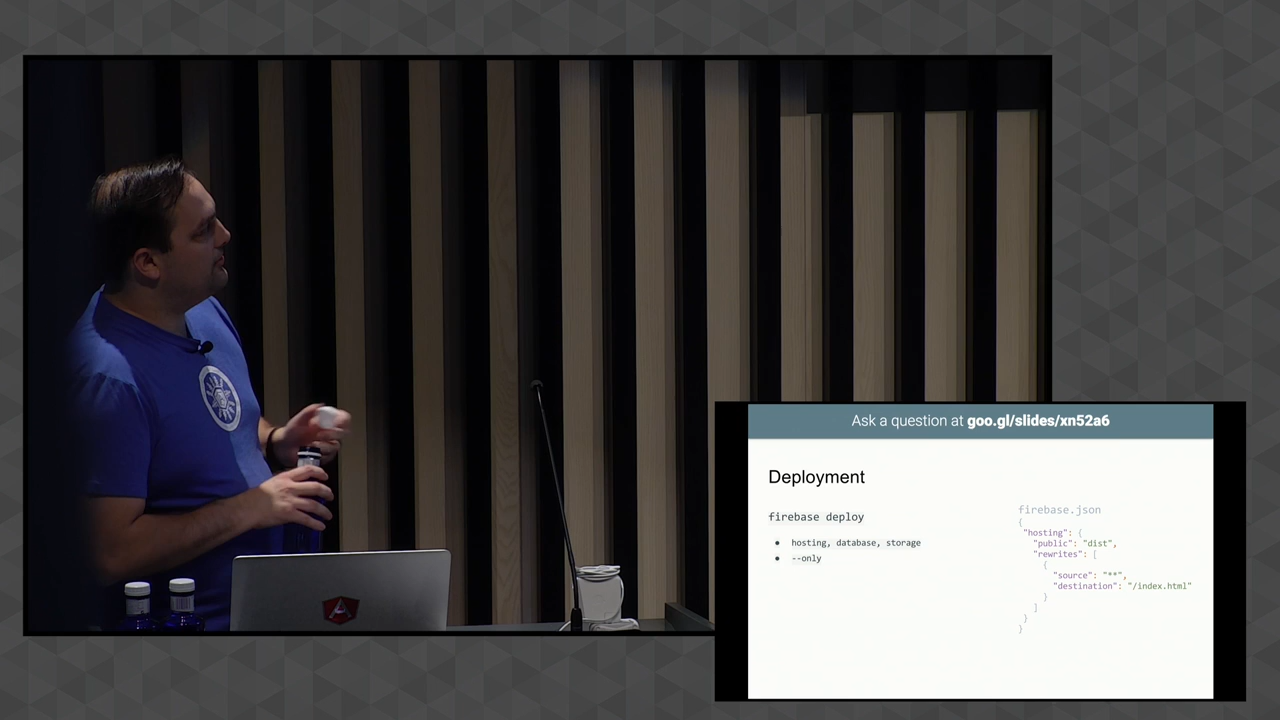 Ask a question at goo.gl/slides/xn52a6
Deployment
firebase deploy
● hosting, database, storage
● --only
firebase.json
{
"hosting": {
"public": "dist",
"rewrites": [
{
"source": "**",
"destination": "/index.html"
}
]
}
}
A